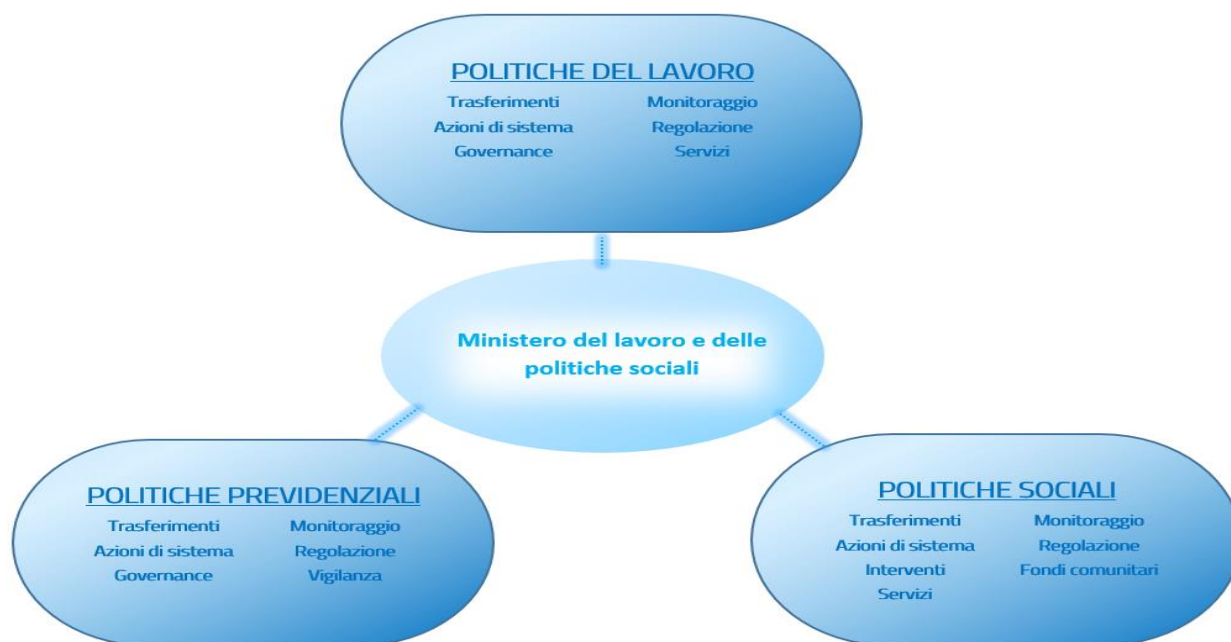 POLITICHE DEL LAVORO
Trasferimenti
Azioni di sistema
Governance
Monitoraggio
Regolazione
Servizi
Ministero del lavoro e delle
politiche sociali
POLITICHE PREVIDENZIALI
Trasferimenti
Azioni di sistema
Governance
Monitoraggio
Regolazione
Vigilanza
POLITICHE SOCIALI
Trasferimenti
Azioni di sistema
Interventi
Servizi
Monitoraggio
Regolazione
Fondi comunitari